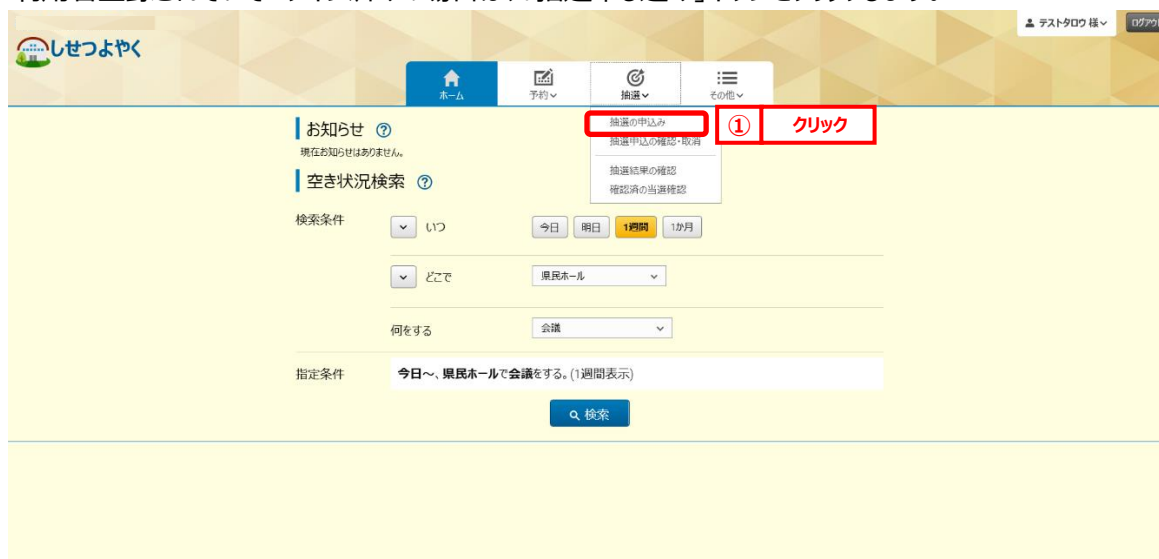 テストタロウ 様
ログアウ
しせつよやく
ホーム
予約
抽選
その他
抽選の申込み
抽選申込の確認・取消
抽選結果の確認
確認済の当選確認
① クリック
お知らせ ?
現在お知らせはありません。
空き状況検索 ?
検索条件
いつ
今日 明日 1週間 1か月
どこで
県民ホール
何をする
会議
指定条件
今日～、県民ホールで会議をする。(1週間表示)
検索